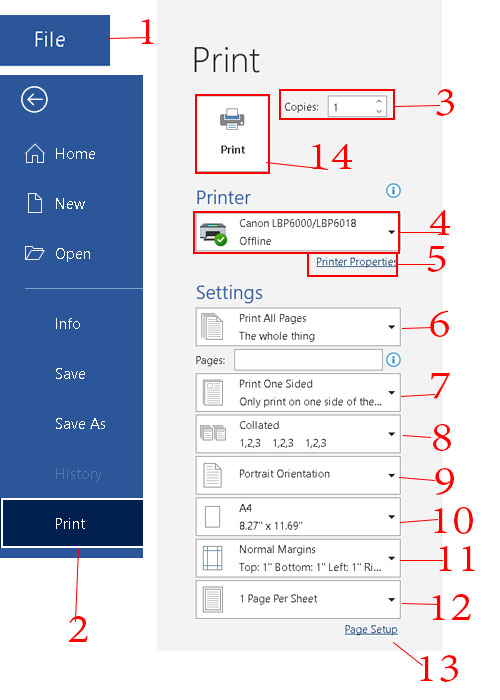 File
1
Home
New
Open
Info
Save
Save As
History
Print
2
Print
Copies: 1
3
Print
14
Printer
Canon LBP6000/LBP6018
Offline
4
Printer Properties
5
Settings
Print All Pages
The whole thing
6
Pages:
Print One Sided
Only print on one side of the...
7
Collated
1,2,3 1,2,3 1,2,3
8
Portrait Orientation
9
A4
8.27" x 11.69"
10
Normal Margins
Top: 1" Bottom: 1" Left: 1" Ri...
11
1 Page Per Sheet
12
Page Setup
13